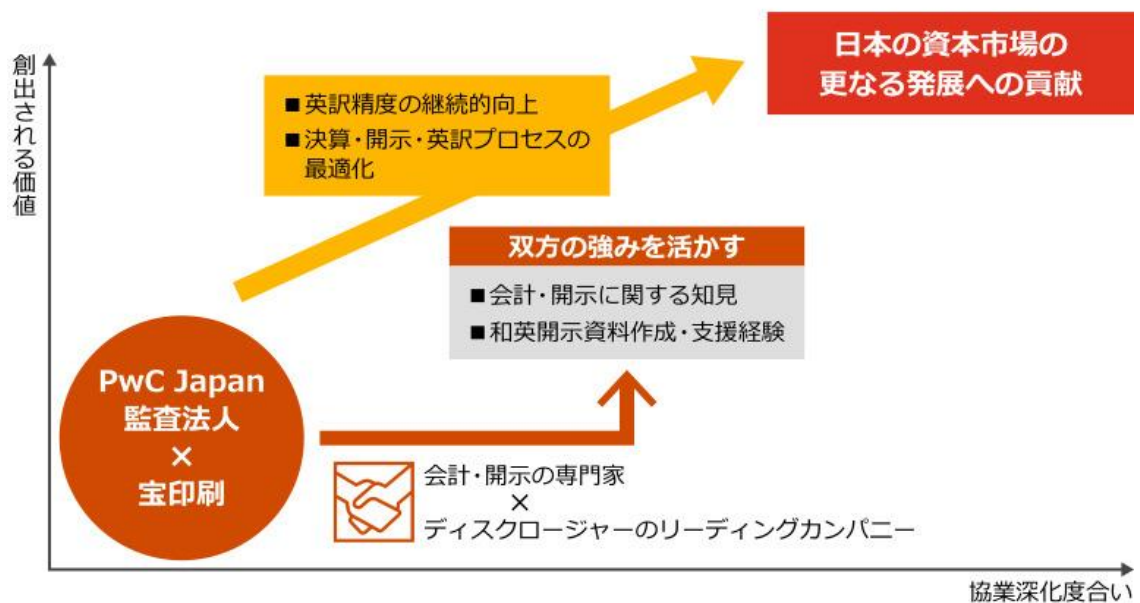 創出される価値
日本の資本市場の
更なる発展への貢献
■英訳精度の継続的向上
■決算・開示・英訳プロセスの
最適化
双方の強みを活かす
■会計・開示に関する知見
■和英開示資料作成・支援経験
PwC Japan
監査法人
×
宝印刷
会計・開示の専門家
×
ディスクロージャーのリーディングカンパニー
協業深化度合い